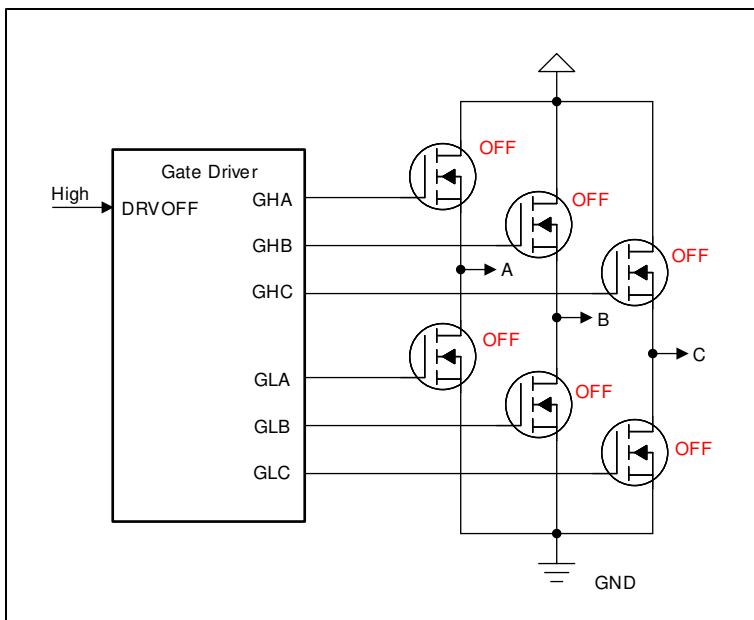 Gate Driver
High
DRVOFF
GHA
GHB
GHC
GLA
GLB
GLC
OFF
OFF
OFF
A
B
C
OFF
OFF
OFF
GND